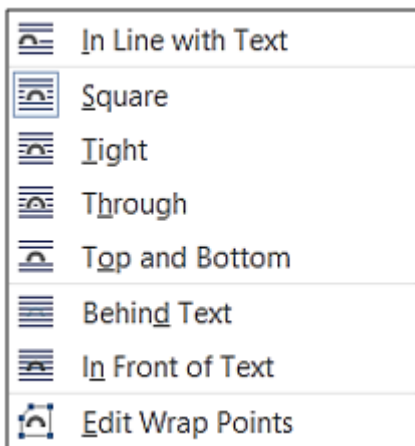 In Line with Text
Square
Tight
Through
Top and Bottom
Behind Text
In Front of Text
Edit Wrap Points